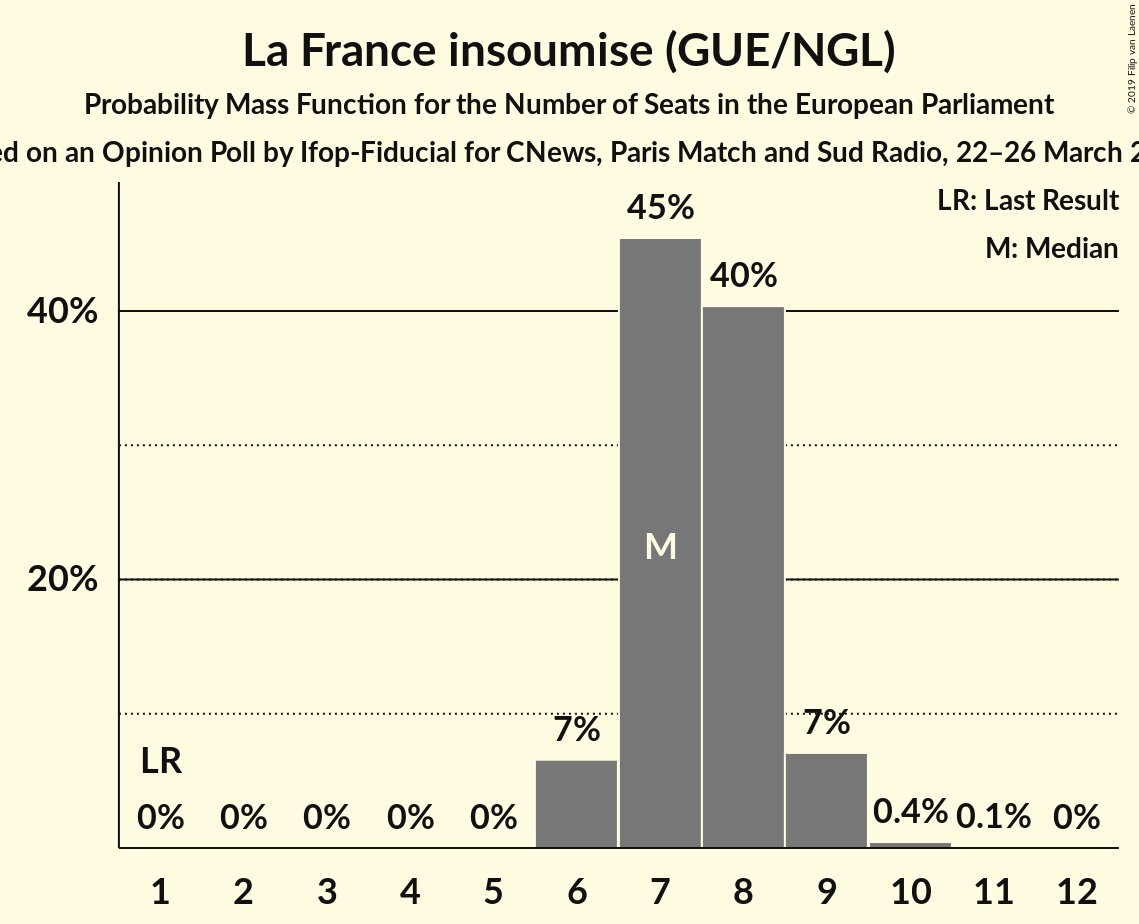 La France insoumise (GUE/NGL)
Probability Mass Function for the Number of Seats in the European Parliament
on an Opinion Poll by Ifop-Fiducial for CNews, Paris Match and Sud Radio, 22–26 March
© 2019 Filip van Laenen
LR: Last Result
M: Median
45%
40%
40%
M
20%
7%
7%
LR
0% 0% 0% 0% 0% 0.4% 0.1% 0%
1 2 3 4 5 6 7 8 9 10 11 12